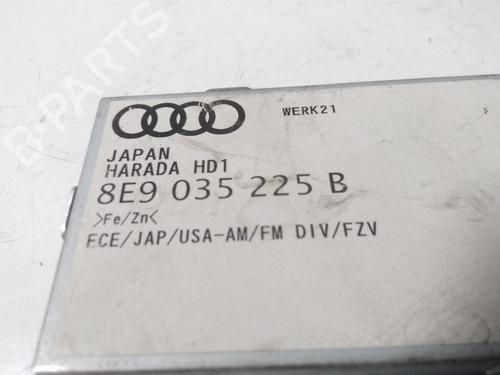 WERK21
JAPAN
HARADA HD1
8E9 035 225 B
>Fe/Zn<
ECE/JAP/USA-AM/FM DIV/FZV
B-PARTS